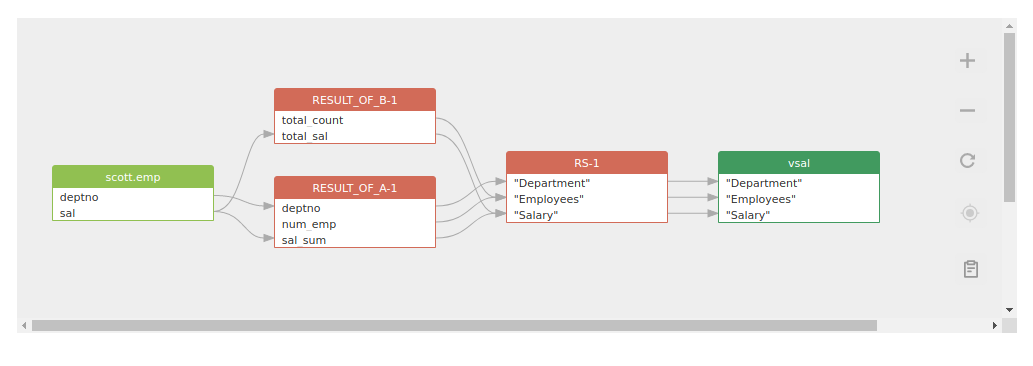 scott.emp
deptno
sal
RESULT_OF_B-1
total_count
total_sal
RESULT_OF_A-1
deptno
num_emp
sal_sum
RS-1
"Department"
"Employees"
"Salary"
vsal
"Department"
"Employees"
"Salary"